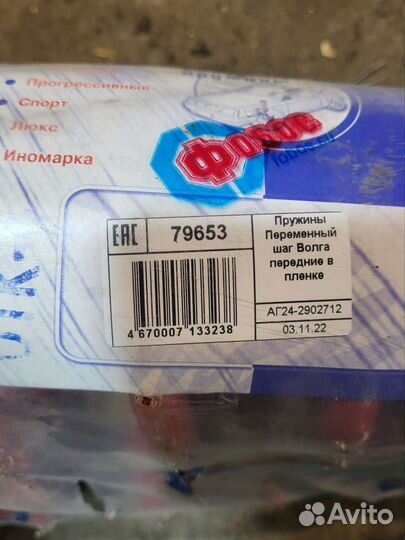 Прогрессивные
Спорт
Люкс
Иномарка
Фобос
EAC
79653
Пружины
Переменный
шаг Волга
передние в
пленке
АГ24-2902712
03.11.22
4 670007 133238
Avito